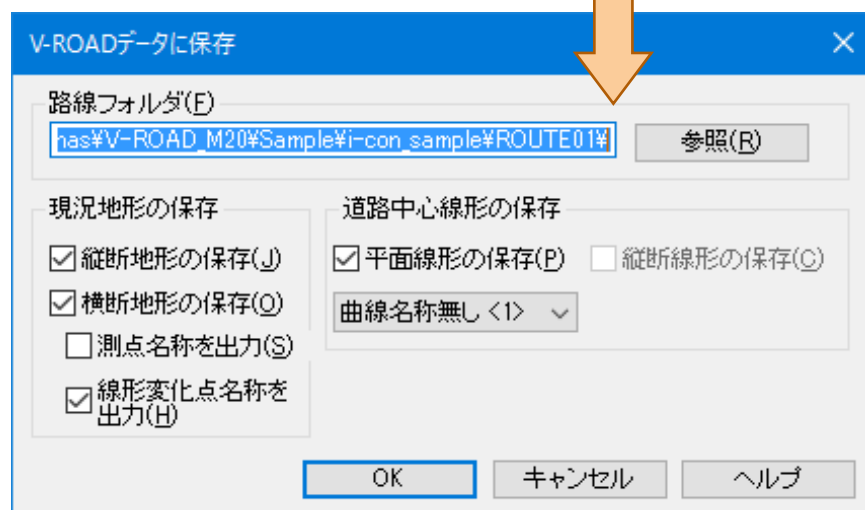 V-ROADデータに保存
路線フォルダ(F)
has¥V-ROAD_M20¥Sample¥i-con_sample¥ROUTE01¥
参照(R)
現況地形の保存
縦断地形の保存(J)
横断地形の保存(O)
測点名称を出力(S)
線形変化点名称を
出力(H)
道路中心線形の保存
平面線形の保存(P)
縦断線形の保存(C)
曲線名称無し <1>
OK
キャンセル
ヘルプ